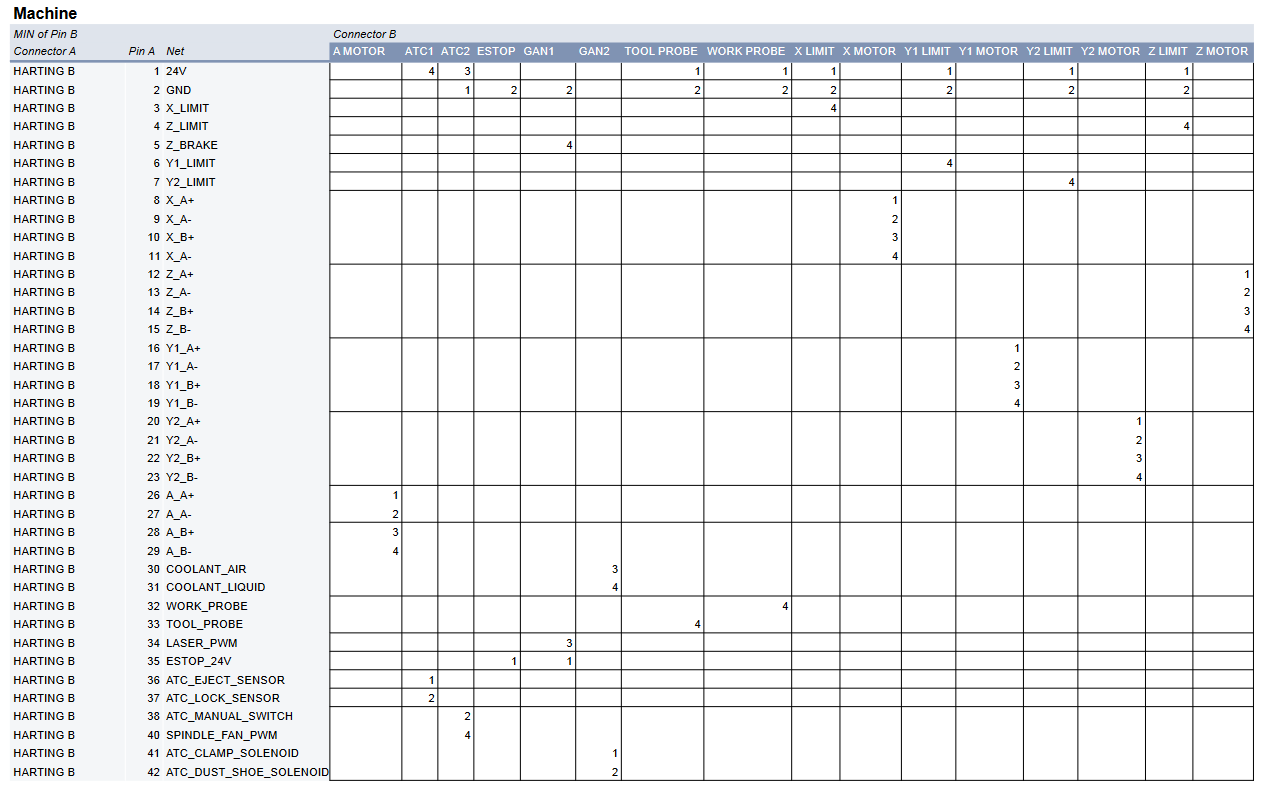 Machine
MIN of Pin B Connector B
Connector A Pin A Net A MOTOR ATC1 ATC2 ESTOP GAN1 GAN2 TOOL PROBE WORK PROBE X LIMIT X MOTOR Y1 LIMIT Y1 MOTOR Y2 LIMIT Y2 MOTOR Z LIMIT Z MOTOR
HARTING B 1 24V 4 3 1 1 1 1 1 1
HARTING B 2 GND 1 2 2 2 2 2 2 2 2
HARTING B 3 X_LIMIT 4
HARTING B 4 Z_LIMIT 4
HARTING B 5 Z_BRAKE 4
HARTING B 6 Y1_LIMIT 4
HARTING B 7 Y2_LIMIT 4
HARTING B 8 X_A+ 1
HARTING B 9 X_A- 2
HARTING B 10 X_B+ 3
HARTING B 11 X_A- 4
HARTING B 12 Z_A+ 1
HARTING B 13 Z_A- 2
HARTING B 14 Z_B+ 3
HARTING B 15 Z_B- 4
HARTING B 16 Y1_A+ 1
HARTING B 17 Y1_A- 2
HARTING B 18 Y1_B+ 3
HARTING B 19 Y1_B- 4
HARTING B 20 Y2_A+ 1
HARTING B 21 Y2_A- 2
HARTING B 22 Y2_B+ 3
HARTING B 23 Y2_B- 4
HARTING B 26 A_A+ 1
HARTING B 27 A_A- 2
HARTING B 28 A_B+ 3
HARTING B 29 A_B- 4
HARTING B 30 COOLANT_AIR 3
HARTING B 31 COOLANT_LIQUID 4
HARTING B 32 WORK_PROBE 4
HARTING B 33 TOOL_PROBE 4
HARTING B 34 LASER_PWM 3
HARTING B 35 ESTOP_24V 1 1
HARTING B 36 ATC_EJECT_SENSOR 1
HARTING B 37 ATC_LOCK_SENSOR 2
HARTING B 38 ATC_MANUAL_SWITCH 2
HARTING B 40 SPINDLE_FAN_PWM 4
HARTING B 41 ATC_CLAMP_SOLENOID 1
HARTING B 42 ATC_DUST_SHOE_SOLENOID 2